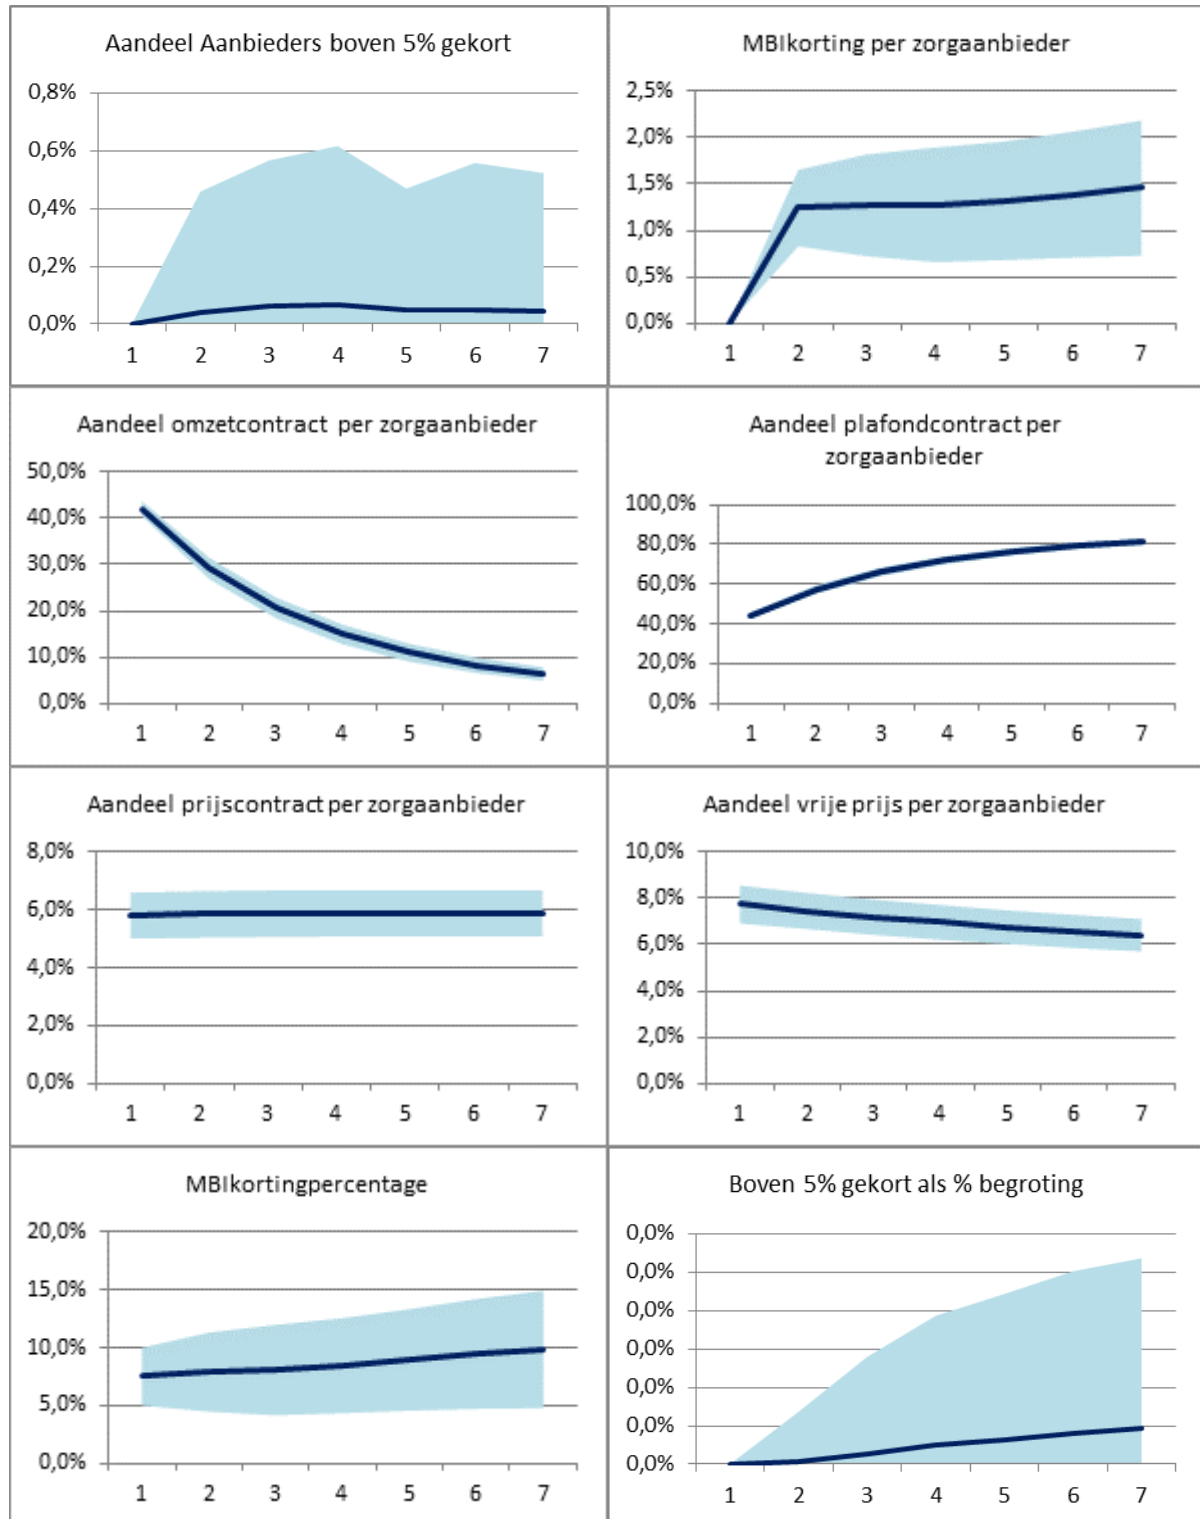 Aandeel Aanbieders boven 5% gekort
0,8%
0,6%
0,4%
0,2%
0,0%
1 2 3 4 5 6 7
MBIkorting per zorgaanbieder
2,5%
2,0%
1,5%
1,0%
0,5%
0,0%
1 2 3 4 5 6 7
Aandeel omzetcontract per zorgaanbieder
50,0%
40,0%
30,0%
20,0%
10,0%
0,0%
1 2 3 4 5 6 7
Aandeel plafondcontract per
zorgaanbieder
100,0%
80,0%
60,0%
40,0%
20,0%
0,0%
1 2 3 4 5 6 7
Aandeel prijscontract per zorgaanbieder
8,0%
6,0%
4,0%
2,0%
0,0%
1 2 3 4 5 6 7
Aandeel vrije prijs per zorgaanbieder
10,0%
8,0%
6,0%
4,0%
2,0%
0,0%
1 2 3 4 5 6 7
MBIkortingpercentage
20,0%
15,0%
10,0%
5,0%
0,0%
1 2 3 4 5 6 7
Boven 5% gekort als % begroting
0,0%
0,0%
0,0%
0,0%
0,0%
0,0%
0,0%
1 2 3 4 5 6 7